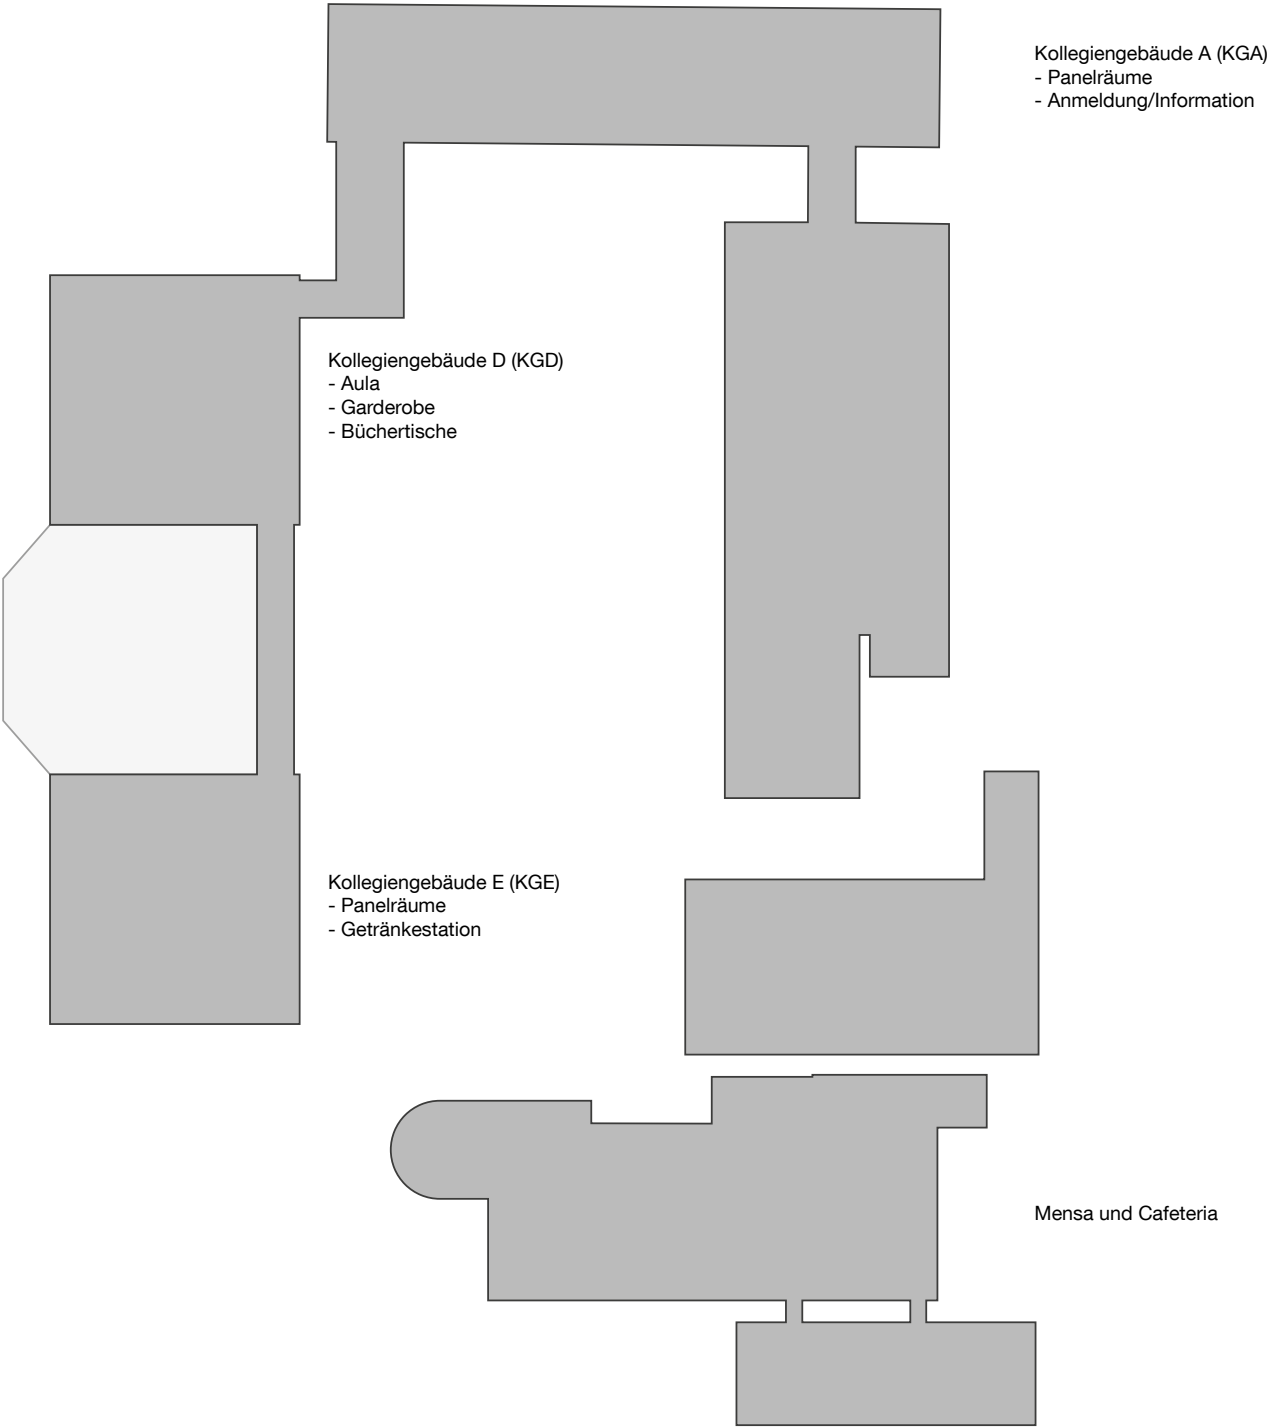 Kollegiengebäude A (KGA)
- Panelräume
- Anmeldung/Information
Kollegiengebäude D (KGD)
- Aula
- Garderobe
- Büchertische
Kollegiengebäude E (KGE)
- Panelräume
- Getränkestation
Mensa und Cafeteria